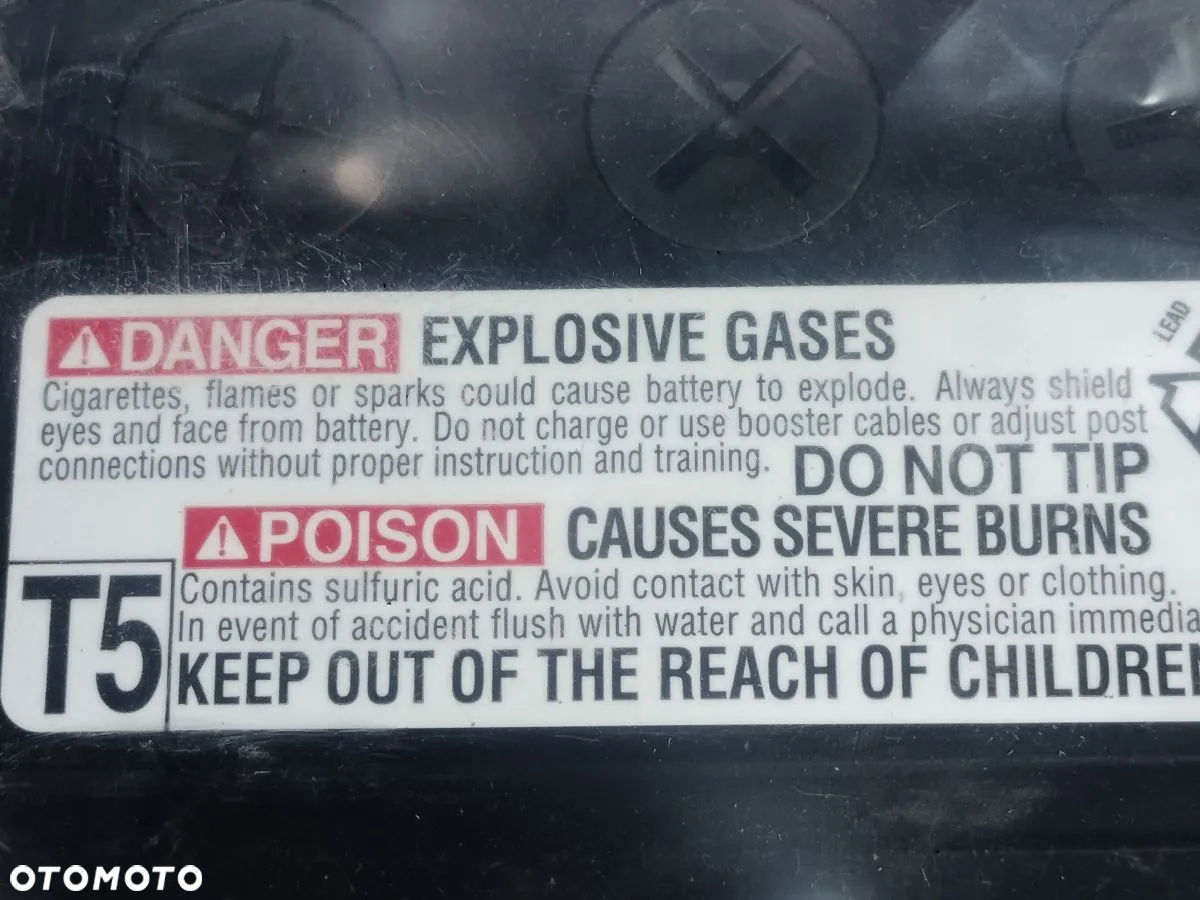 DANGER EXPLOSIVE GASES
LEAD
Cigarettes, flames or sparks could cause battery to explode. Always shield
eyes and face from battery. Do not charge or use booster cables or adjust post
connections without proper instruction and training. DO NOT TIP
POISON CAUSES SEVERE BURNS
T5
Contains sulfuric acid. Avoid contact with skin, eyes or clothing.
In event of accident flush with water and call a physician immedia
KEEP OUT OF THE REACH OF CHILDREN
OTOMOTO